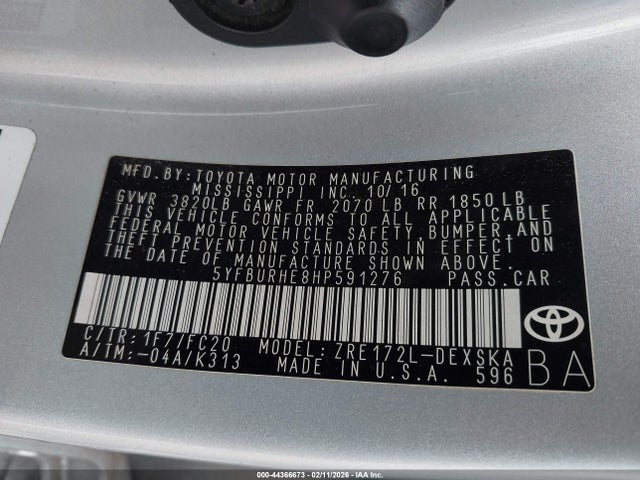 MFD.BY:TOYOTA MOTOR MANUFACTURING
MISSISSIPPI INC. 10/16
GVWR 3820LB GAWR FR 2070 LB RR 1850 LB
THIS VEHICLE CONFORMS TO ALL APPLICABLE
FEDERAL MOTOR VEHICLE SAFETY, BUMPER, AND
THEFT PREVENTION STANDARDS IN EFFECT ON
THE DATE OF MANUFACTURE SHOWN ABOVE.
5YFBURHE8HP591276 PASS.CAR
C/TR: 1F7/FC20 MODEL: ZRE172L-DEXSKA
A/TM:-04A/K313 MADE IN U.S.A. 596 BA
000-44366673 - 02/11/2026 - IAA Inc.